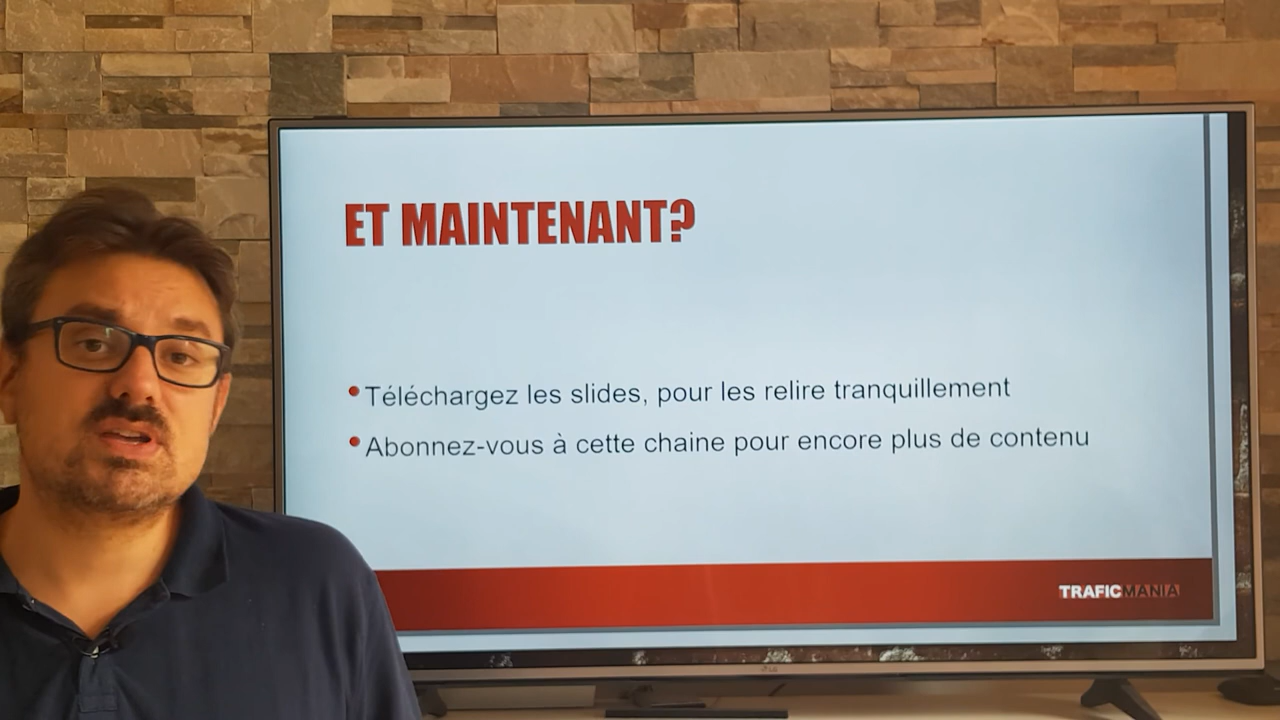 ET MAINTENANT?
Téléchargez les slides, pour les relire tranquillement
Abonnez-vous à cette chaine pour encore plus de contenu
TRAFICMANIA
LG